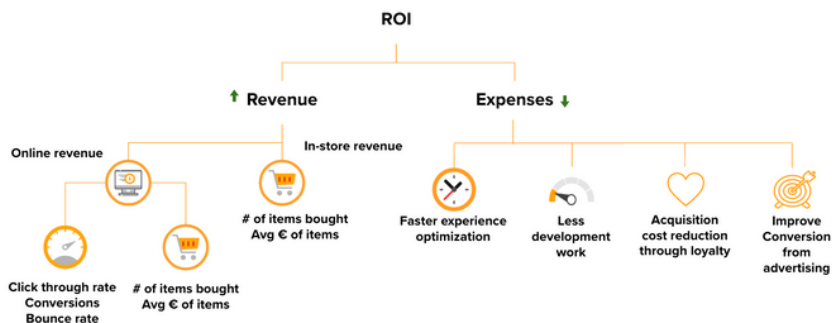 ROI
Revenue
Expenses
Online revenue
In-store revenue
# of items bought
Avg € of items
Faster experience
optimization
Less
development
work
Acquisition
cost reduction
through loyalty
Improve
Conversion
from
advertising
Click through rate
Conversions
Bounce rate
# of items bought
Avg € of items